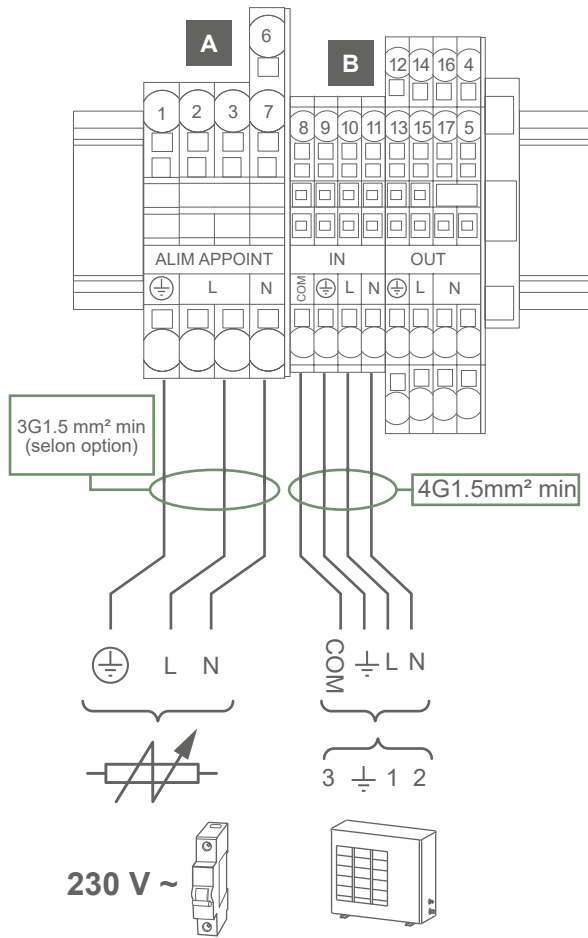 A
6
B
12 14 16 4
1 2 3 7
8 9 10 11 13 15 17 5
ALIM APPOINT IN OUT
L N COM L N L N
3G1.5 mm² min
(selon option)
4G1.5mm² min
L N COM L N
3 1 2
230 V ~